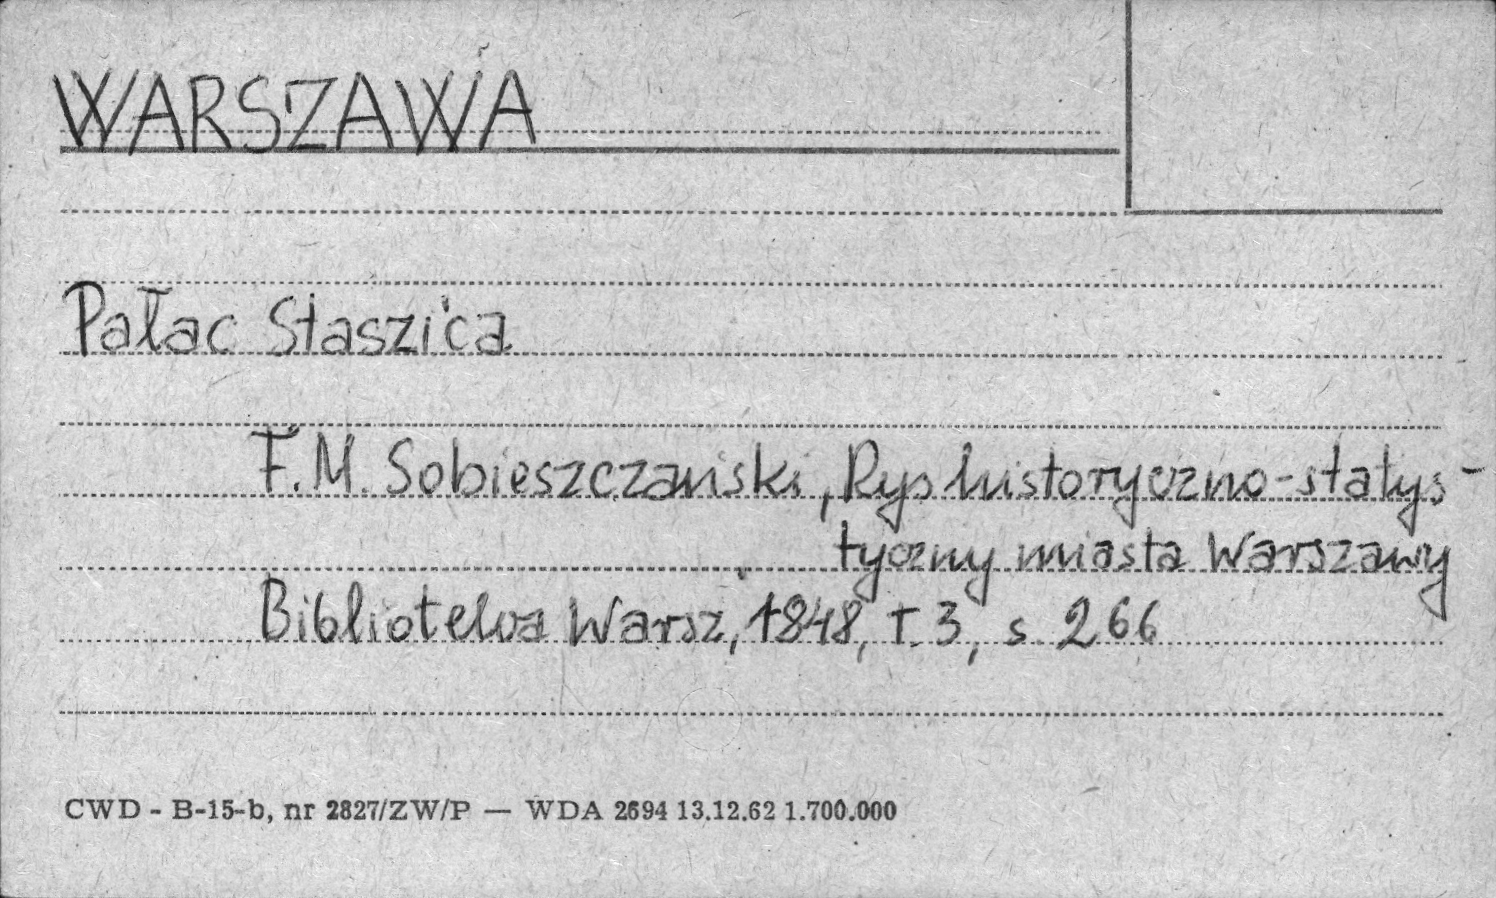 WARSZAWA
Pałac Staszica
F.M. Sobieszczański, Rys historyczno-statys-
tyczny miasta Warszawy
Biblioteka Warsz, 1848, T. 3, s. 266
CWD - B-15-b, nr 2827/ZW/P — WDA 2694 13.12.62 1.700.000